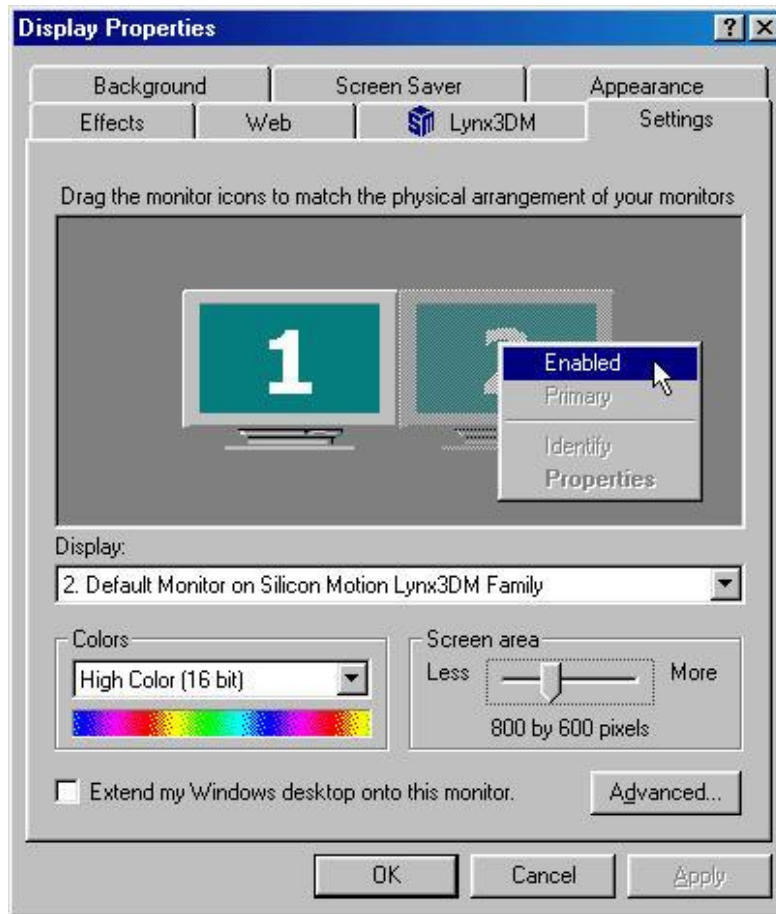 Display Properties
Background Screen Saver Appearance
Effects Web SM Lynx3DM Settings
Drag the monitor icons to match the physical arrangement of your monitors
1 2
Enabled
Primary
Identify
Properties
Display:
2. Default Monitor on Silicon Motion Lynx3DM Family
Colors Screen area
High Color (16 bit) Less More
800 by 600 pixels
Extend my Windows desktop onto this monitor. Advanced...
OK Cancel Apply